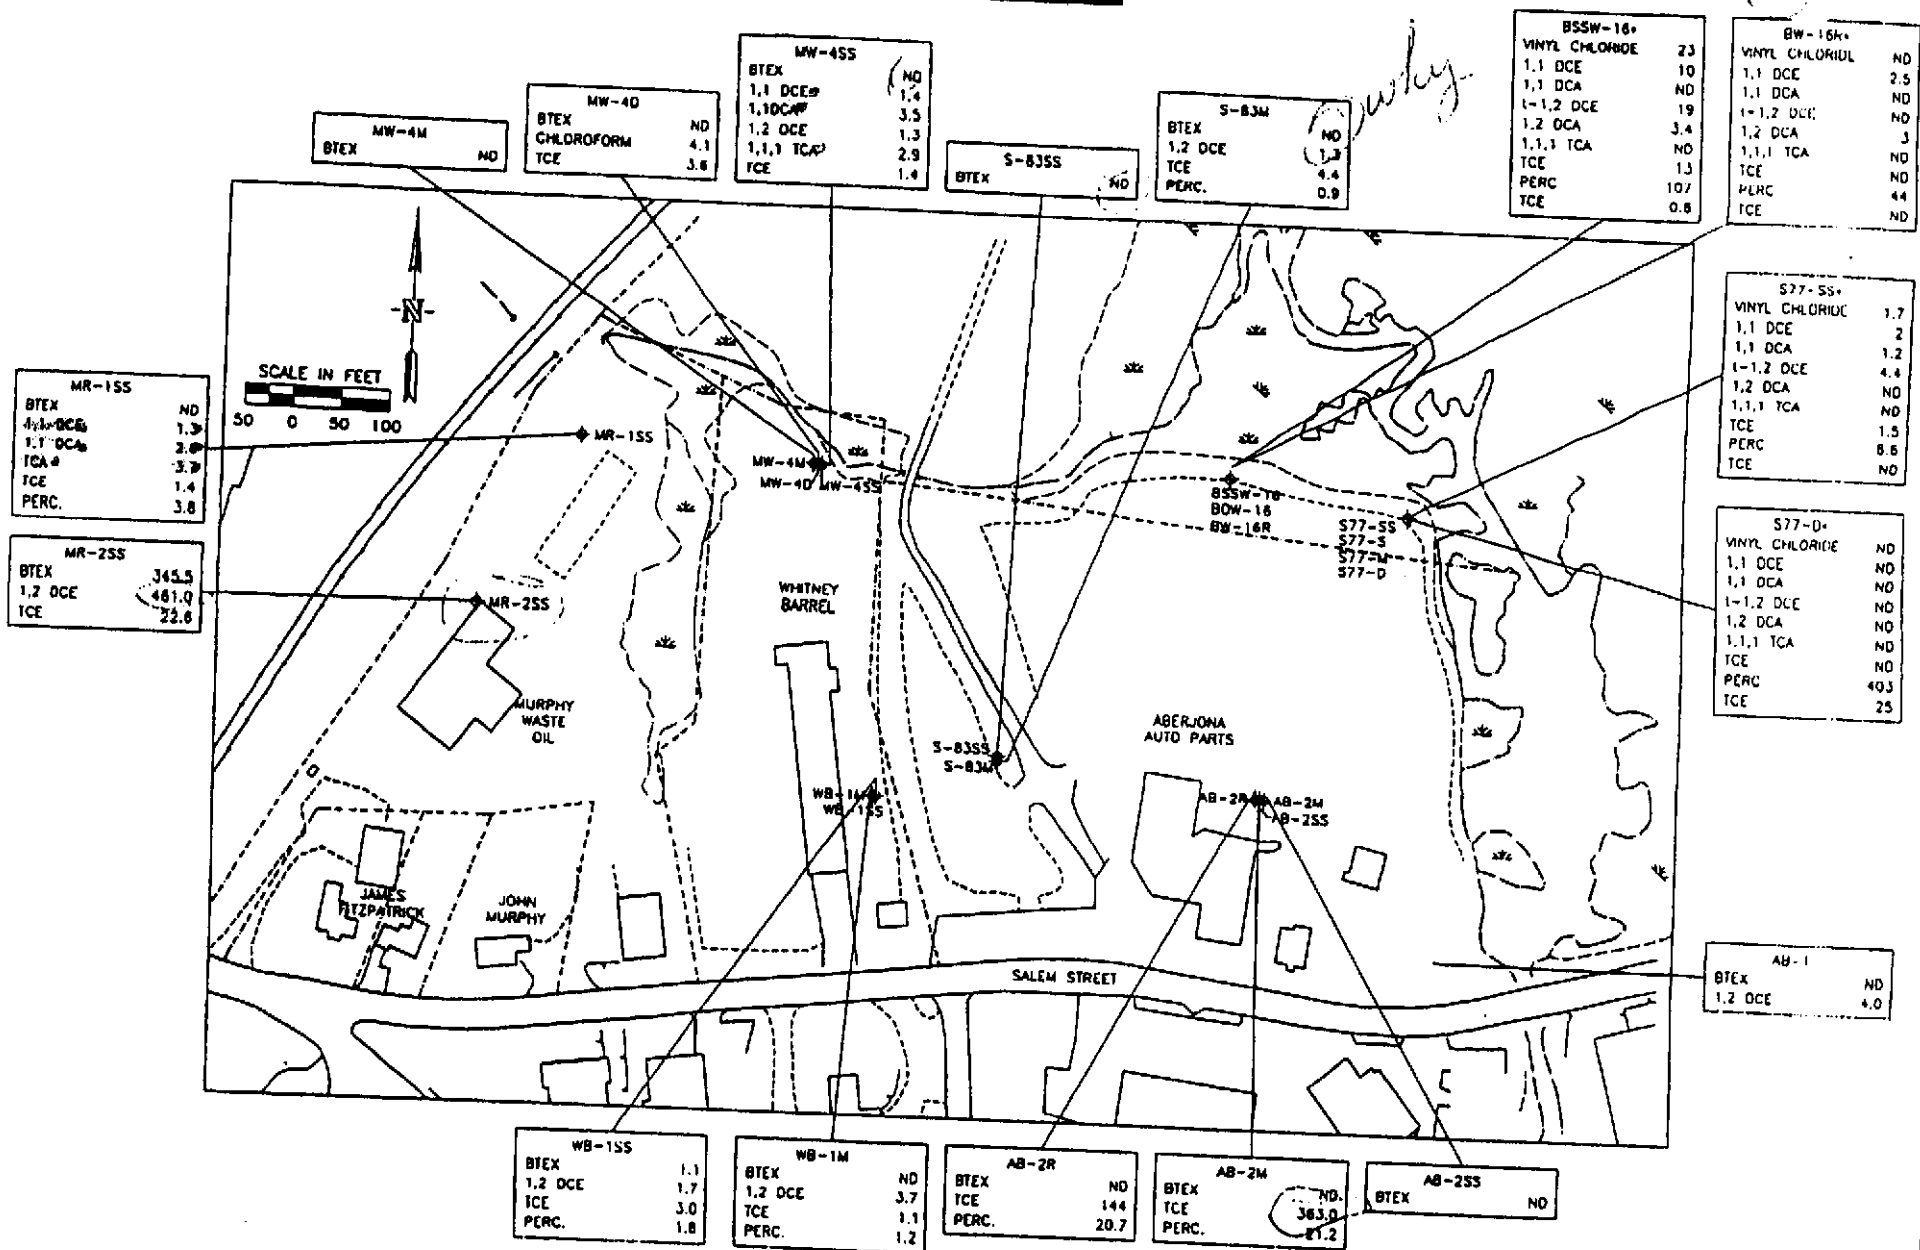 MW-4SS
BTEX ND
1,1 DCE 1.4
1,1DCA 3.5
1,2 DCE 1.3
1,1,1 TCA 2.9
TCE 1.4
MW-4D
BTEX ND
CHLOROFORM 4.1
TCE 3.6
MW-4M
BTEX ND
S-83SS
BTEX ND
S-83M
BTEX ND
1,2 DCE
TCE 4.4
PERC. 0.9
BSSW-16*
VINYL CHLORIDE 23
1,1 DCE 10
1,1 DCA ND
t-1,2 DCE 19
1,2 DCA 3.4
1,1,1 TCA ND
TCE 13
PERC 107
TCE 0.6
BW-16R*
VINYL CHLORIDE ND
1,1 DCE 2.5
1,1 DCA ND
t-1,2 DCE ND
1,2 DCA 3
1,1,1 TCA ND
TCE ND
PERC 44
TCE ND
S77-SS*
VINYL CHLORIDE 1.7
1,1 DCE 2
1,1 DCA 1.2
t-1,2 DCE 4.4
1,2 DCA ND
1,1,1 TCA ND
TCE 1.5
PERC 6.6
TCE ND
-N-
SCALE IN FEET
50 0 50 100
MR-1SS
BTEX ND
DCE 1.3
1,1 DCA
TCA 3.7
TCE 1.4
PERC. 3.8
MR-1SS
MW-4M
MW-4D MW-4SS
BSSW-16
BOW-16
BW-16R
S77-SS
S77-S
S77-M
S77-D
S77-D*
VINYL CHLORIDE ND
1,1 DCE ND
1,1 DCA ND
t-1,2 DCE ND
1,2 DCA ND
1,1,1 TCA ND
TCE ND
PERC 403
TCE 25
MR-2SS
BTEX 345.5
1,2 DCE 461.0
TCE 22.6
MR-2SS
WHITNEY
BARREL
MURPHY
WASTE
OIL
ABERJONA
AUTO PARTS
S-83SS
S-83M
WB-1M
WB-1SS
AB-2R AB-2M
AB-2SS
JAMES
FITZPATRICK
JOHN
MURPHY
SALEM STREET
AB-1
BTEX ND
1,2 DCE 4.0
WB-1SS
BTEX 1.1
1,2 DCE 1.7
TCE 3.0
PERC. 1.8
WB-1M
BTEX ND
1,2 DCE 3.7
TCE 1.1
PERC. 1.2
AB-2R
BTEX ND
TCE 144
PERC. 20.7
AB-2M
BTEX ND.
TCE 363.0
PERC. 21.2
AB-2SS
BTEX ND